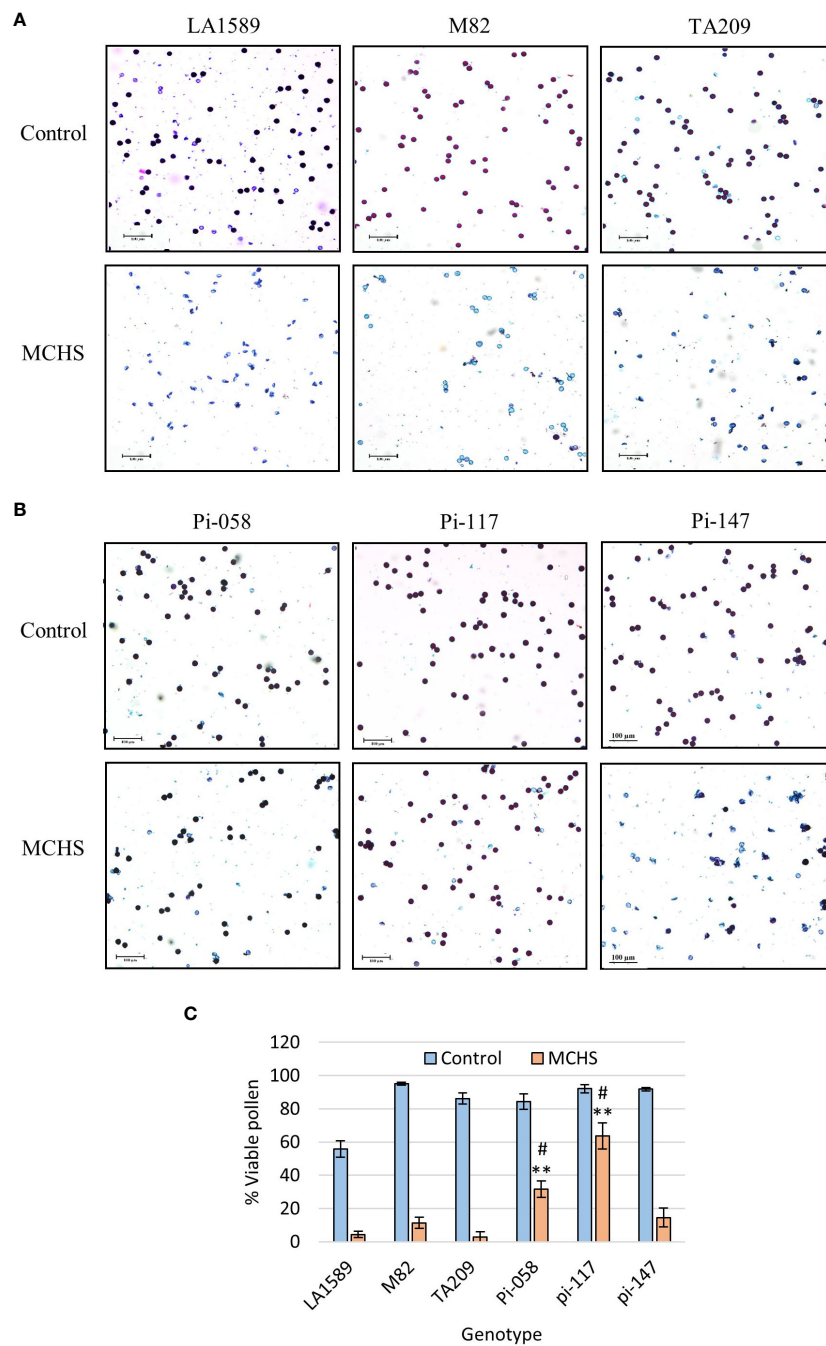 A
LA1589 M82 TA209
Control
MCHS
B
Pi-058 Pi-117 Pi-147
Control
100 µm
MCHS
100 µm
C
120
100
80
60
40
20
0
% Viable pollen
Control MCHS
#
**
#
**
LA1589 M82 TA209 Pi-058 pi-117 pi-147
Genotype